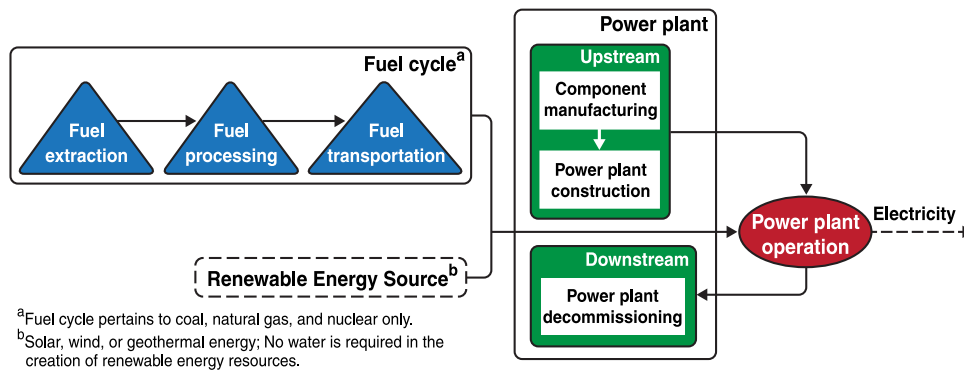 Fuel cycle^a
Fuel
extraction
Fuel
processing
Fuel
transportation
Renewable Energy Source^b
Power plant
Upstream
Component
manufacturing
Power plant
construction
Downstream
Power plant
decommissioning
Power plant
operation
Electricity
^aFuel cycle pertains to coal, natural gas, and nuclear only.
^bSolar, wind, or geothermal energy; No water is required in the
creation of renewable energy resources.